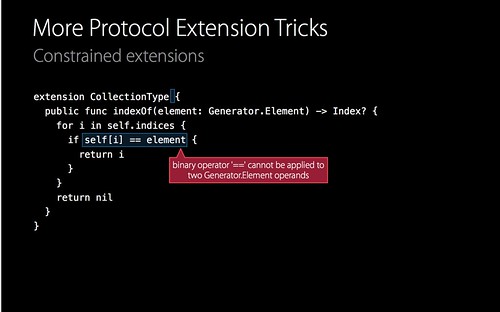 More Protocol Extension Tricks
Constrained extensions
extension CollectionType {
public func indexOf(element: Generator.Element) -> Index? {
for i in self.indices {
if self[i] == element {
return i
}
binary operator '==' cannot be applied to
two Generator.Element operands
}
return nil
}
}